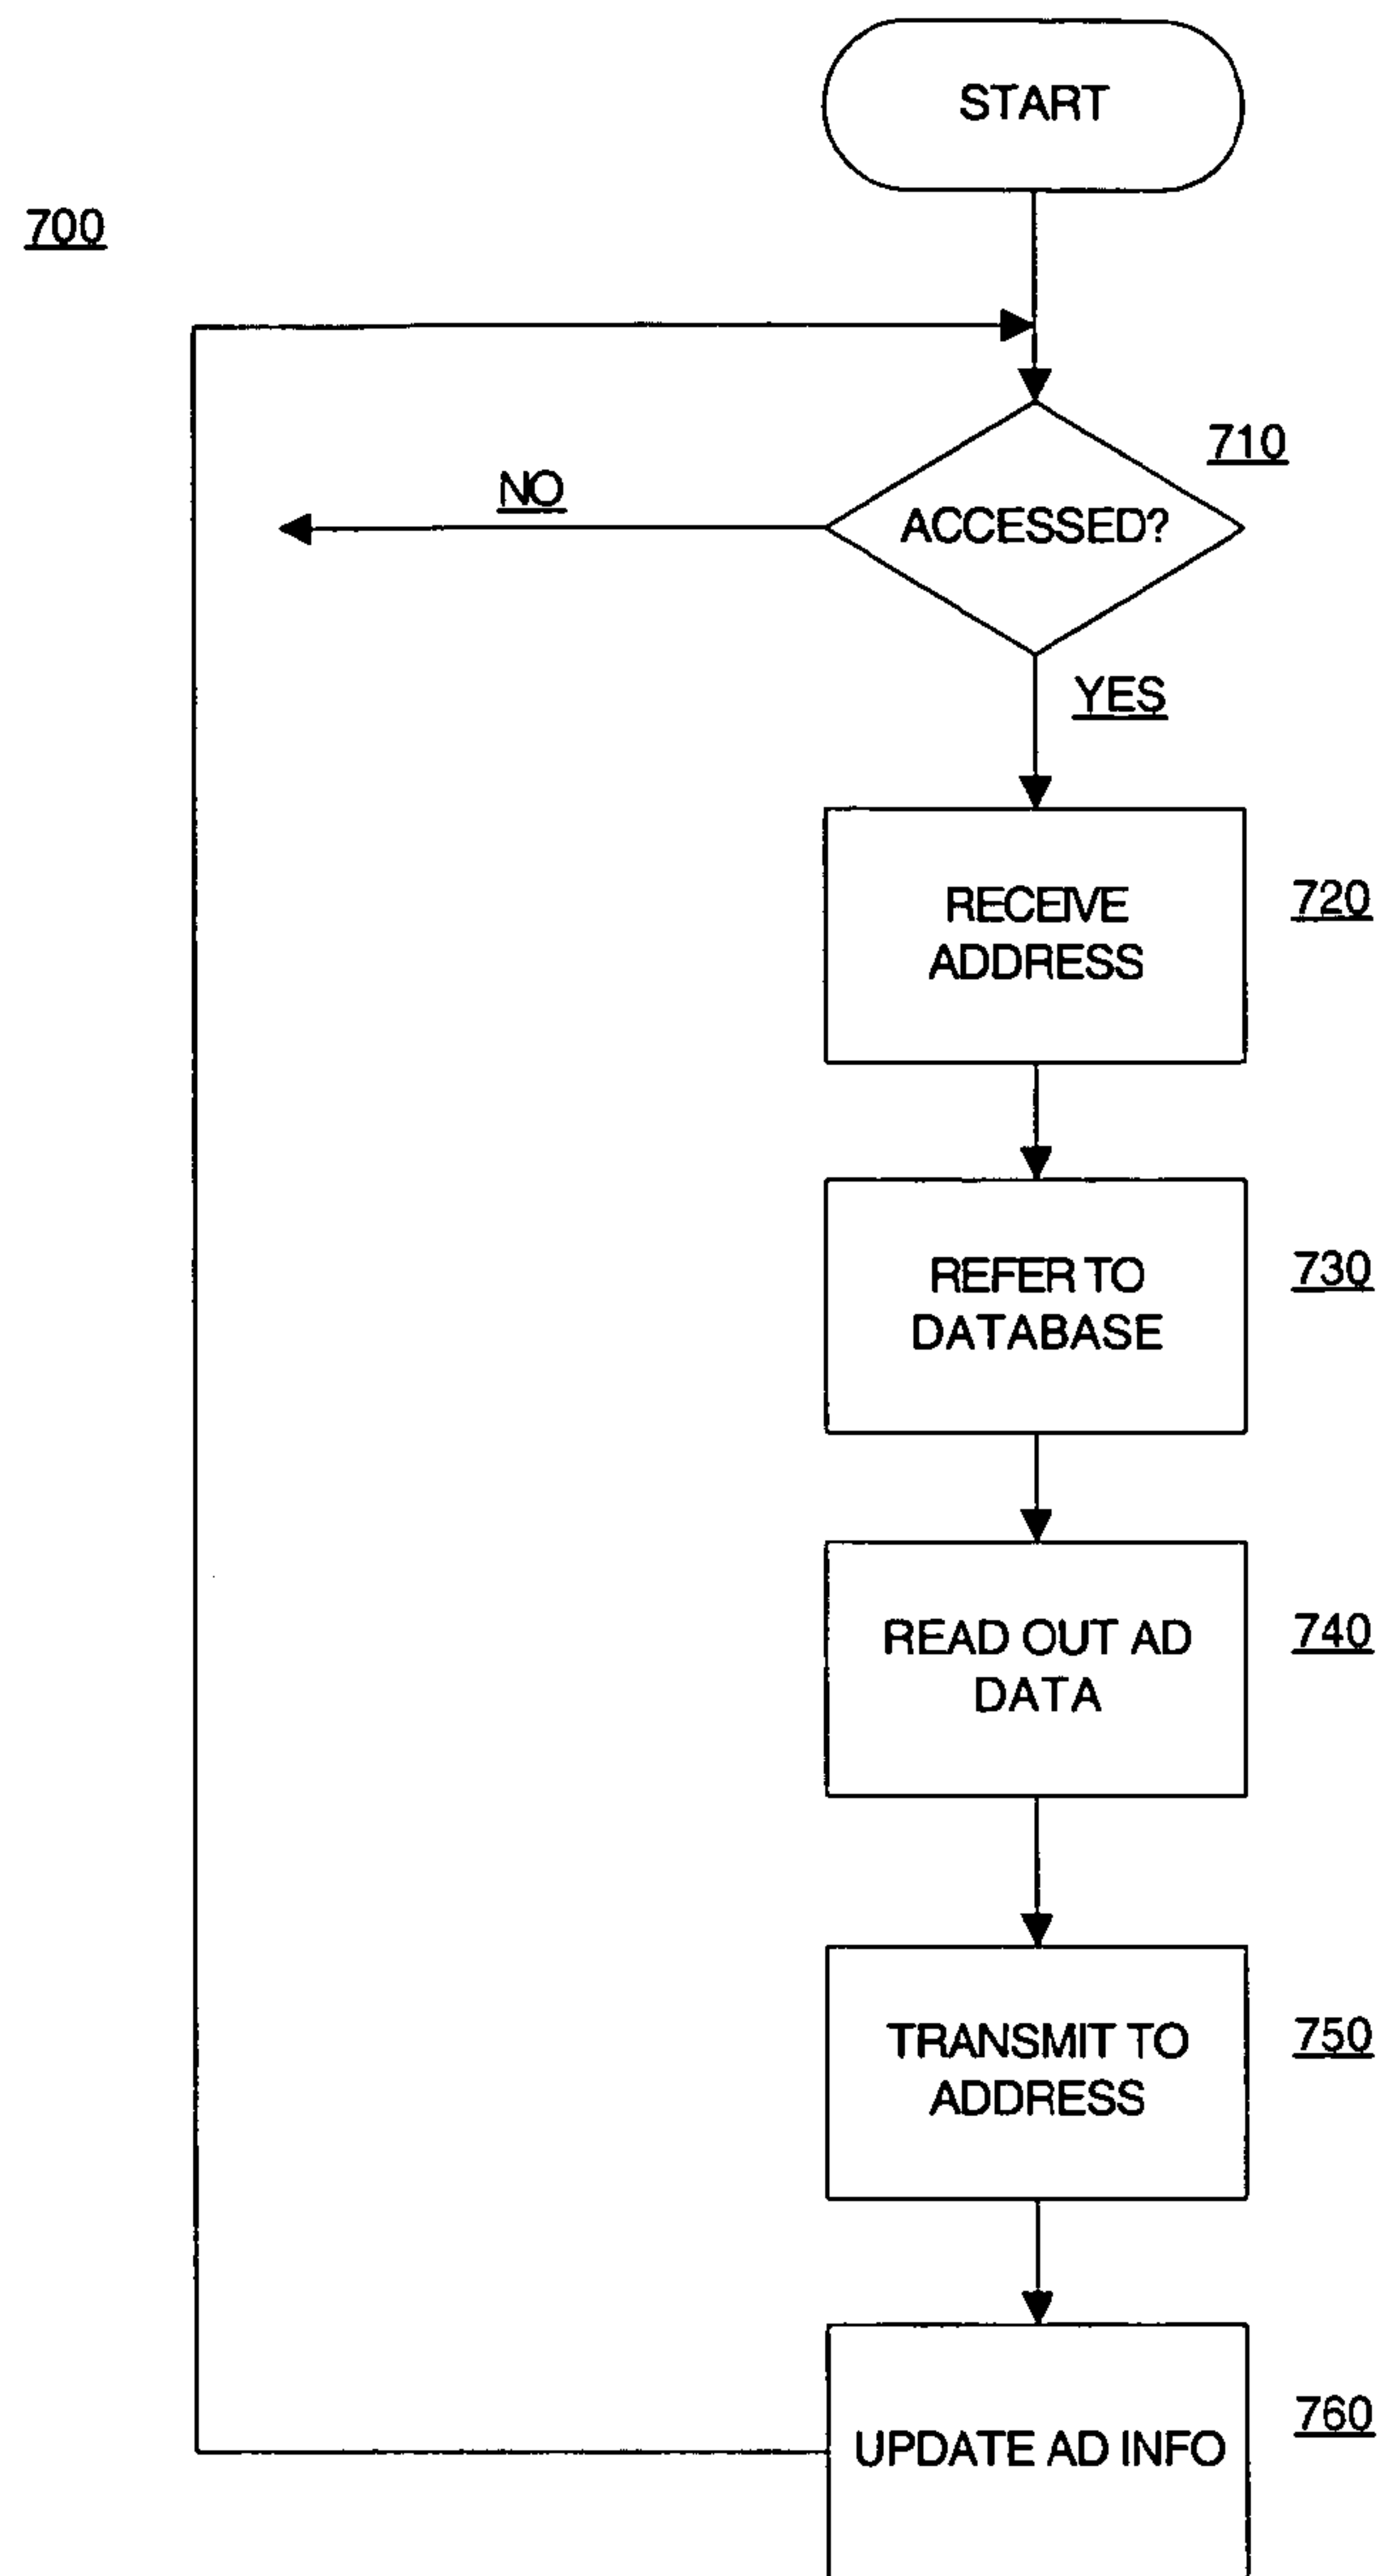 START
700
710
NO
ACCESSED?
YES
RECEIVE
ADDRESS
720
REFER TO
DATABASE
730
READ OUT AD
DATA
740
TRANSMIT TO
ADDRESS
750
UPDATE AD INFO
760